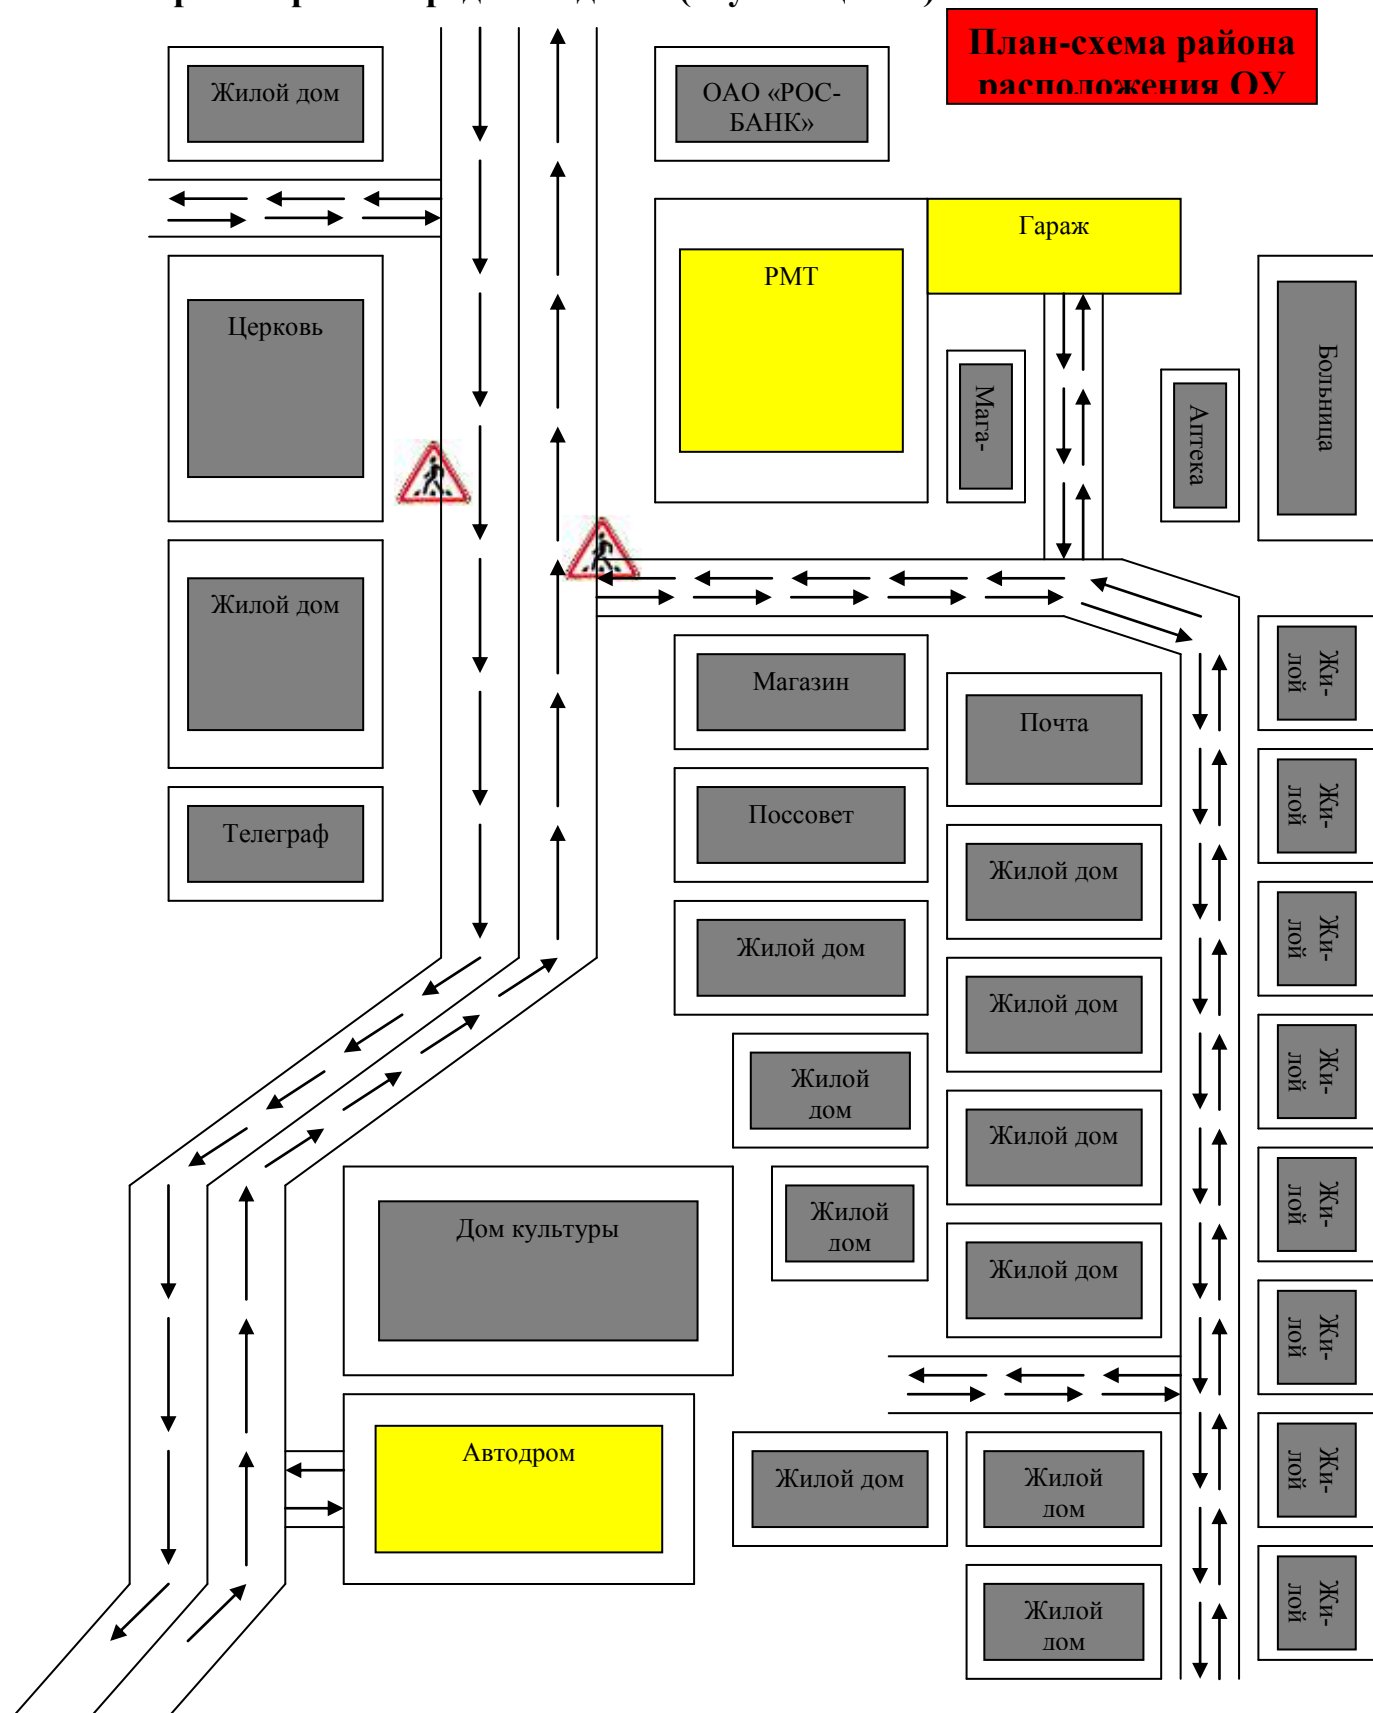 План-схема района
расположения ОУ
Жилой дом
ОАО «РОС-
БАНК»
Гараж
РМТ
Церковь
Мага-
Аптека
Больница
Жилой дом
Магазин
Почта
Жи-
лой
Поссовет
Жи-
лой
Телеграф
Жилой дом
Жилой дом
Жи-
лой
Жилой дом
Жилой
дом
Жи-
лой
Жилой дом
Жилой
дом
Жи-
лой
Дом культуры
Жилой дом
Жи-
лой
Автодром
Жилой дом
Жилой
дом
Жи-
лой
Жилой
дом
Жи-
лой